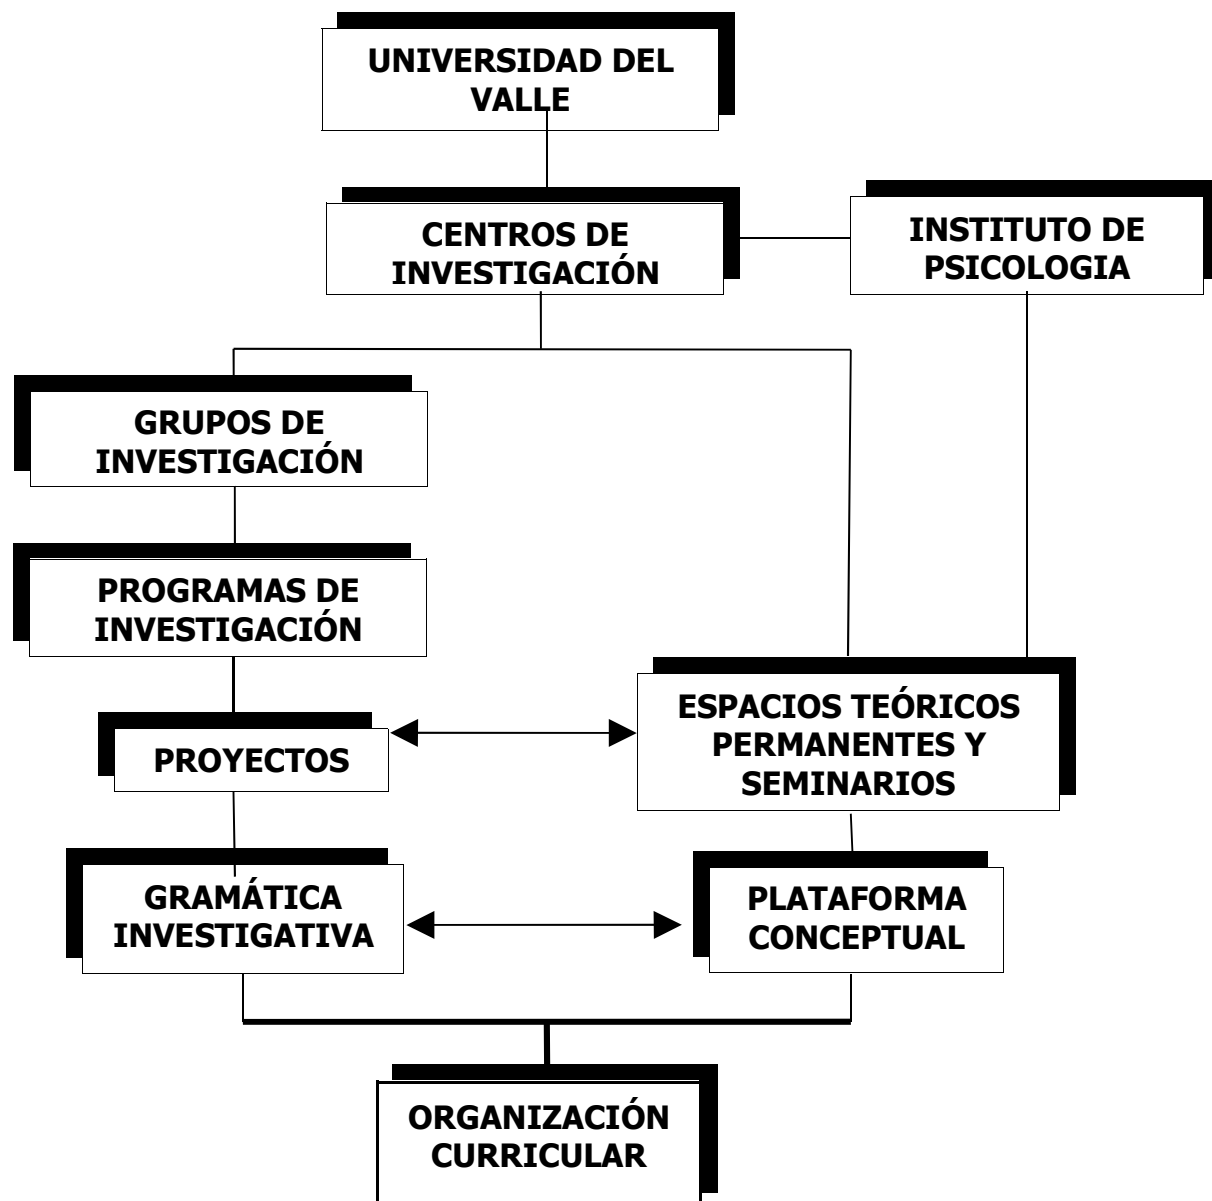 UNIVERSIDAD DEL
VALLE
CENTROS DE
INVESTIGACIÓN
INSTITUTO DE
PSICOLOGIA
GRUPOS DE
INVESTIGACIÓN
PROGRAMAS DE
INVESTIGACIÓN
PROYECTOS
ESPACIOS TEÓRICOS
PERMANENTES Y
SEMINARIOS
GRAMÁTICA
INVESTIGATIVA
PLATAFORMA
CONCEPTUAL
ORGANIZACIÓN
CURRICULAR